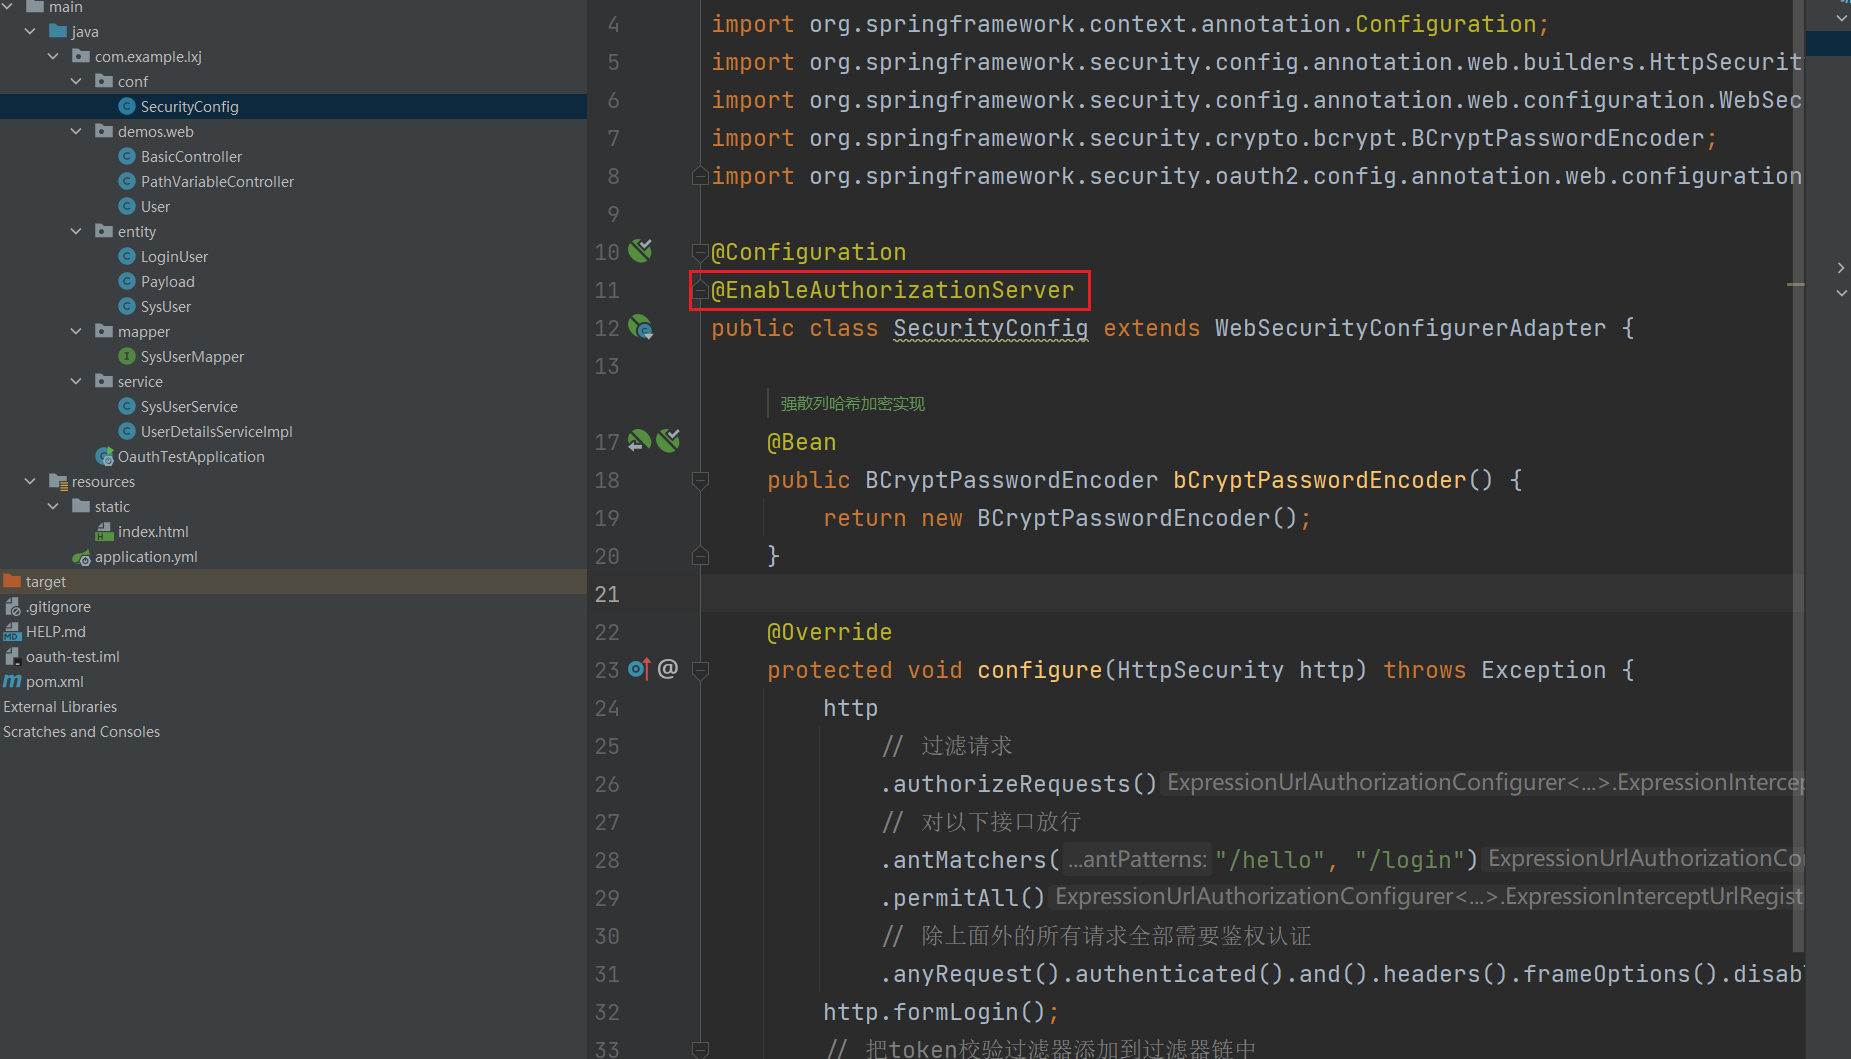 main
java
com.example.lxj
conf
SecurityConfig
demos.web
BasicController
PathVariableController
User
entity
LoginUser
Payload
SysUser
mapper
SysUserMapper
service
SysUserService
UserDetailsServiceImpl
OauthTestApplication
resources
static
index.html
application.yml
target
.gitignore
HELP.md
oauth-test.iml
pom.xml
External Libraries
Scratches and Consoles
4 import org.springframework.context.annotation.Configuration;
5 import org.springframework.security.config.annotation.web.builders.HttpSecurit
6 import org.springframework.security.config.annotation.web.configuration.WebSec
7 import org.springframework.security.crypto.bcrypt.BCryptPasswordEncoder;
8 import org.springframework.security.oauth2.config.annotation.web.configuration
9
10 @Configuration
11 @EnableAuthorizationServer
12 public class SecurityConfig extends WebSecurityConfigurerAdapter {
13
强散列哈希加密实现
17 @Bean
18 public BCryptPasswordEncoder bCryptPasswordEncoder() {
19 return new BCryptPasswordEncoder();
20 }
21
22 @Override
23 @ protected void configure(HttpSecurity http) throws Exception {
24 http
25 // 过滤请求
26 .authorizeRequests() ExpressionUrlAuthorizationConfigurer<...>.ExpressionIntercep
27 // 对以下接口放行
28 .antMatchers( ...antPatterns: "/hello", "/login") ExpressionUrlAuthorizationCo
29 .permitAll() ExpressionUrlAuthorizationConfigurer<...>.ExpressionInterceptUrlRegist
30 // 除上面外的所有请求全部需要鉴权认证
31 .anyRequest().authenticated().and().headers().frameOptions().disab
32 http.formLogin();
33 // 把token校验过滤器添加到过滤器链中